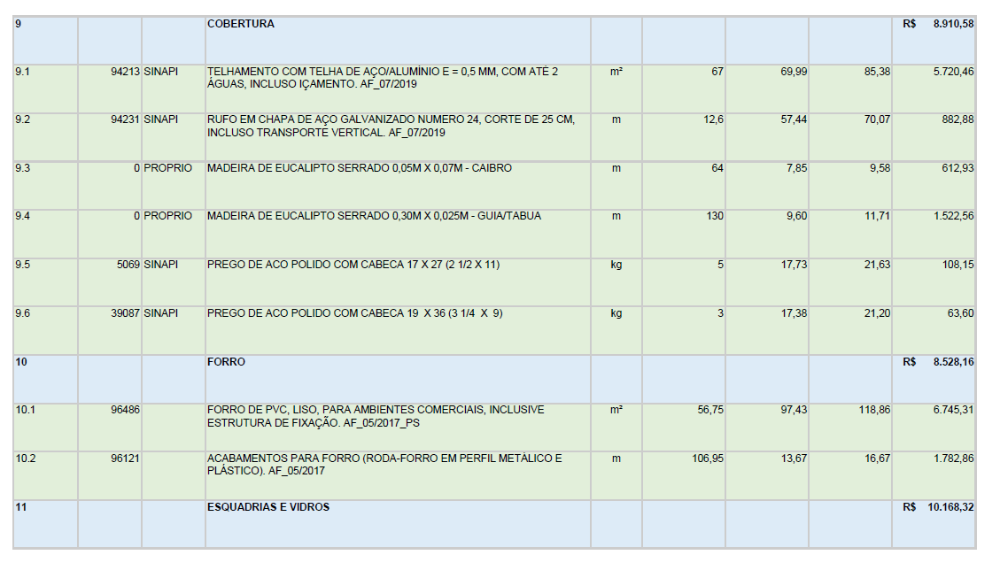 9 COBERTURA R$ 8.910,58
9.1 94213 SINAPI TELHAMENTO COM TELHA DE AÇO/ALUMÍNIO E = 0,5 MM, COM ATÉ 2 m² 67 69,99 85,38 5.720,46
ÁGUAS, INCLUSO IÇAMENTO. AF_07/2019
9.2 94231 SINAPI RUFO EM CHAPA DE AÇO GALVANIZADO NUMERO 24, CORTE DE 25 CM, m 12,6 57,44 70,07 882,88
INCLUSO TRANSPORTE VERTICAL. AF_07/2019
9.3 0 PROPRIO MADEIRA DE EUCALIPTO SERRADO 0,05M X 0,07M - CAIBRO m 64 7,85 9,58 612,93
9.4 0 PROPRIO MADEIRA DE EUCALIPTO SERRADO 0,30M X 0,025M - GUIA/TABUA m 130 9,60 11,71 1.522,56
9.5 5069 SINAPI PREGO DE ACO POLIDO COM CABECA 17 X 27 (2 1/2 X 11) kg 5 17,73 21,63 108,15
9.6 39087 SINAPI PREGO DE ACO POLIDO COM CABECA 19 X 36 (3 1/4 X 9) kg 3 17,38 21,20 63,60
10 FORRO R$ 8.528,16
10.1 96486 FORRO DE PVC, LISO, PARA AMBIENTES COMERCIAIS, INCLUSIVE m² 56,75 97,43 118,86 6.745,31
ESTRUTURA DE FIXAÇÃO. AF_05/2017_PS
10.2 96121 ACABAMENTOS PARA FORRO (RODA-FORRO EM PERFIL METÁLICO E m 106,95 13,67 16,67 1.782,86
PLÁSTICO). AF_05/2017
11 ESQUADRIAS E VIDROS R$ 10.168,32